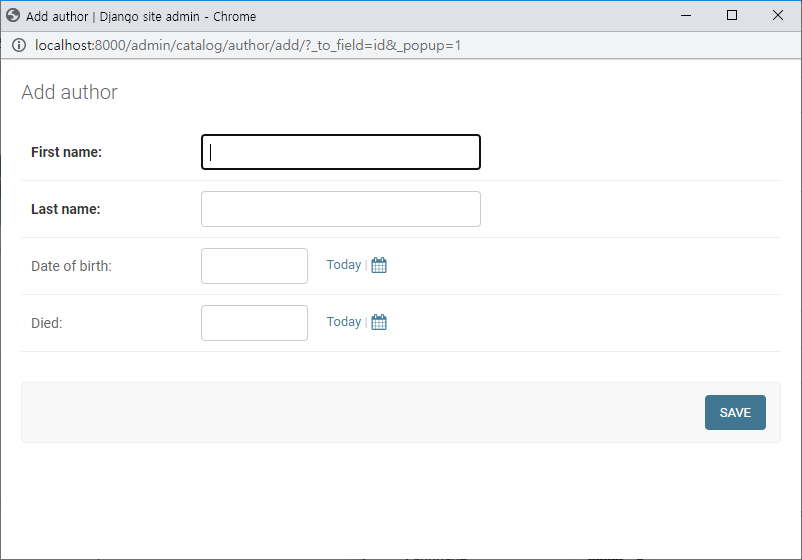 Add author | Django site admin - Chrome
localhost:8000/admin/catalog/author/add/?_to_field=id&_popup=1
Add author
First name:
Last name:
Date of birth:
Today |
Died:
Today |
SAVE